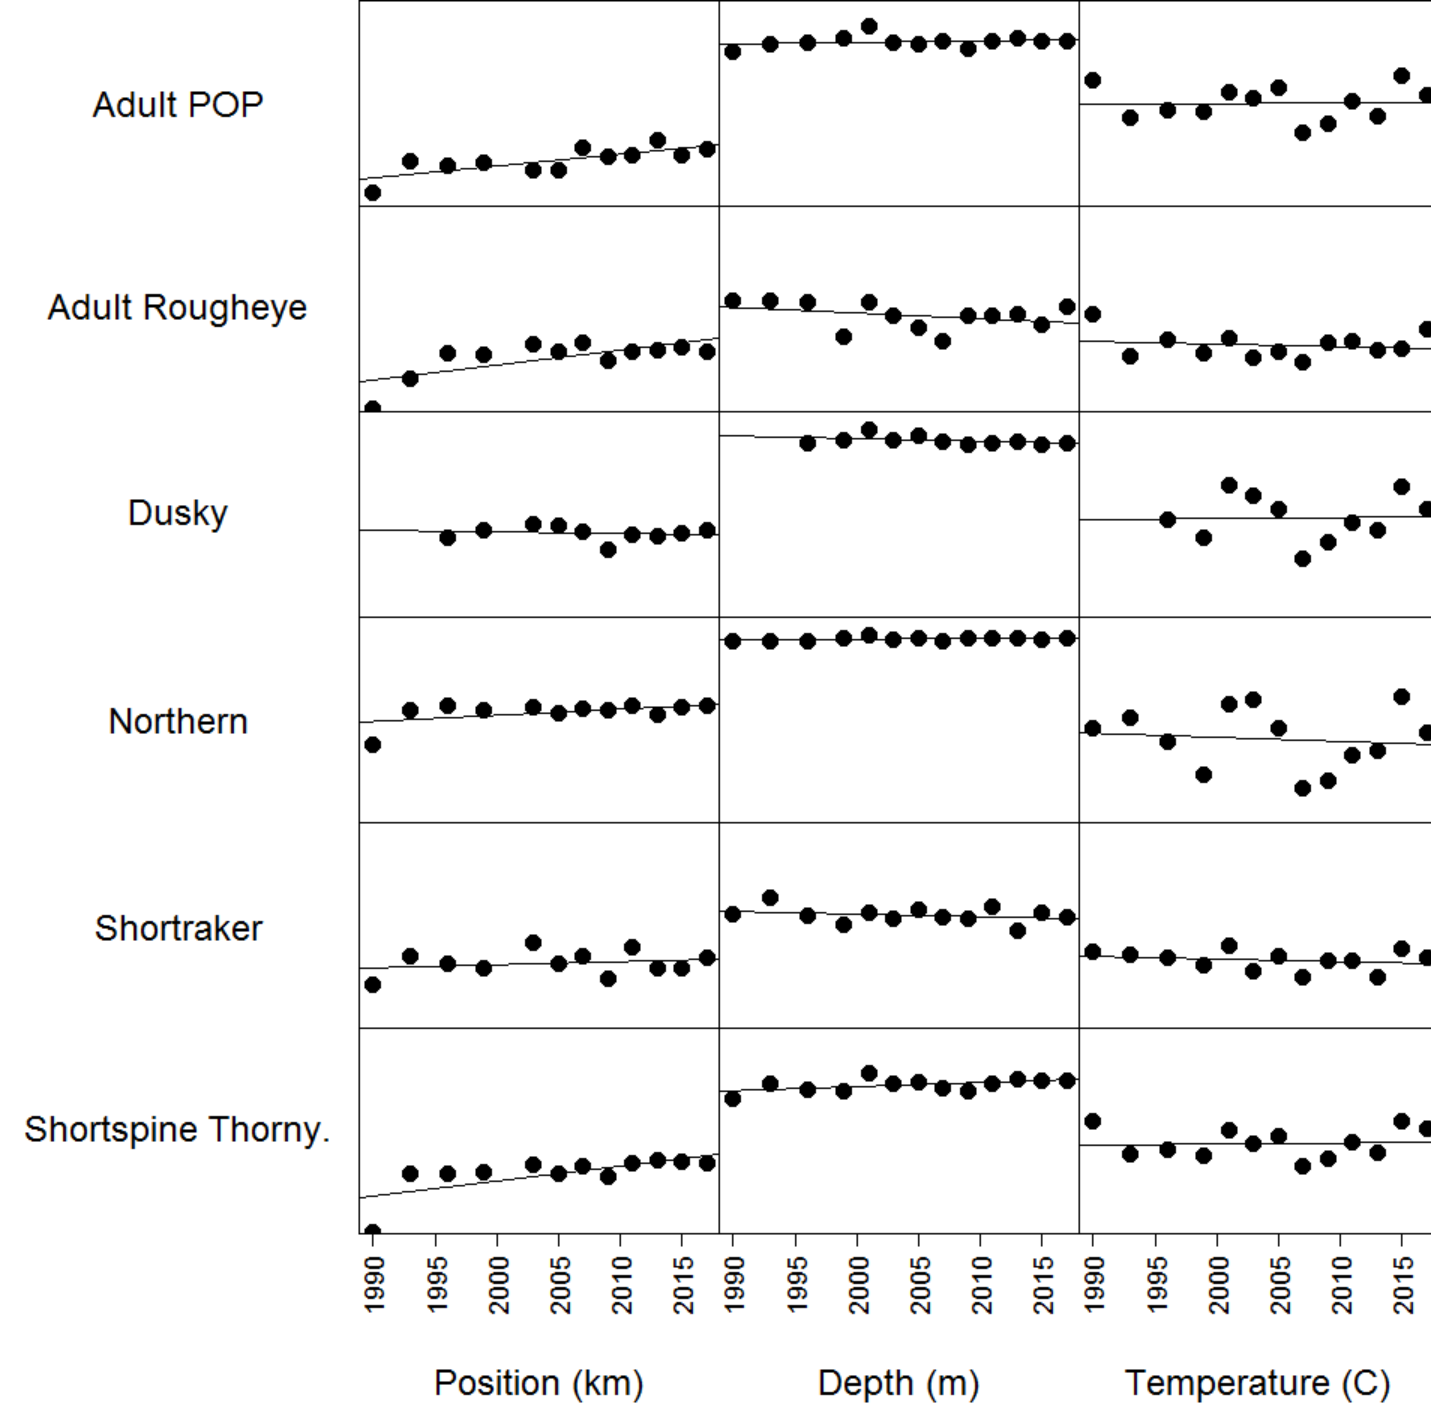 Adult POP
Adult Rougheye
Dusky
Northern
Shortraker
Shortspine Thorny.
1990 1995 2000 2005 2010 2015 1990 1995 2000 2005 2010 2015 1990 1995 2000 2005 2010 2015
Position (km) Depth (m) Temperature (C)